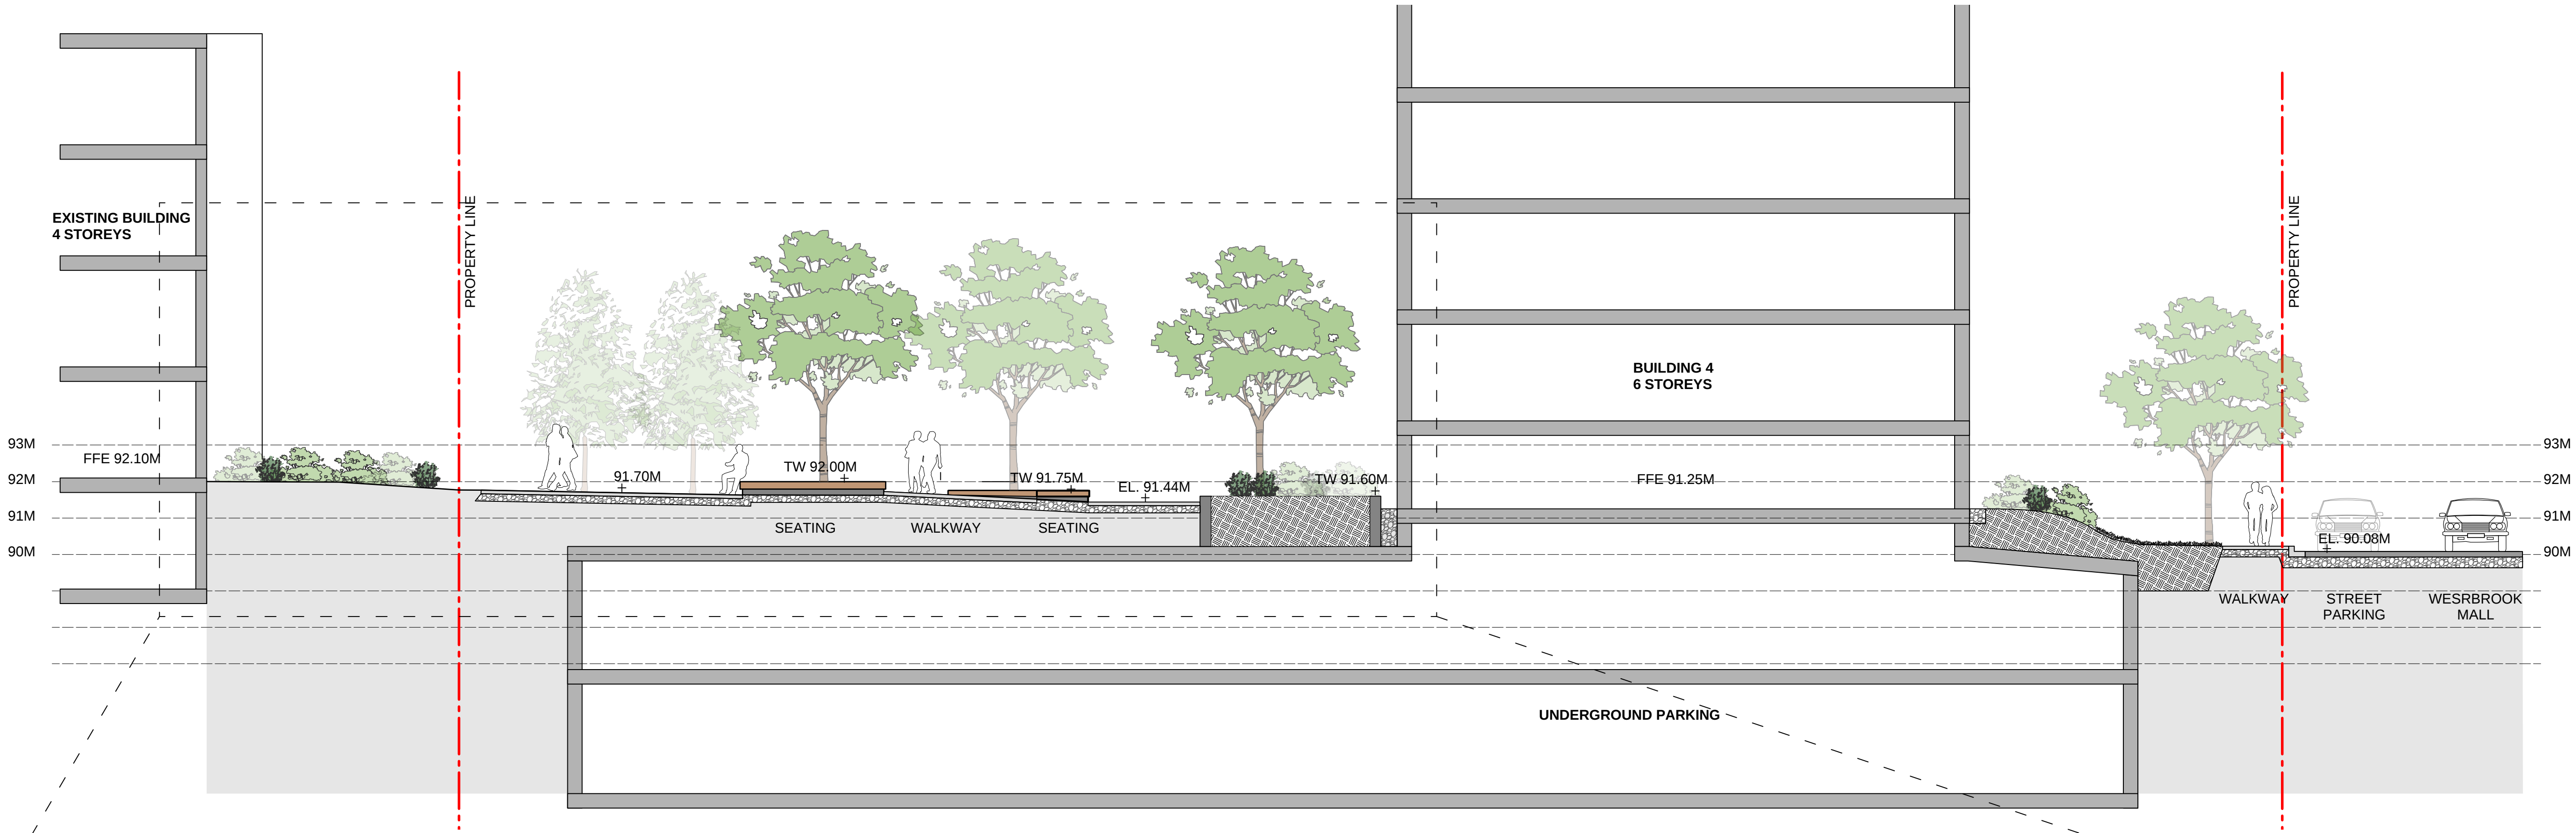 EXISTING BUILDING
4 STOREYS
PROPERTY LINE
PROPERTY LINE
BUILDING 4
6 STOREYS
93M
93M
FFE 92.10M
92M
91.70M
TW 92.00M
TW 91.75M
EL. 91.44M
TW 91.60M
FFE 91.25M
92M
91M
SEATING
WALKWAY
SEATING
91M
90M
EL. 90.08M
90M
WALKWAY
STREET
PARKING
WESRBROOK
MALL
UNDERGROUND PARKING